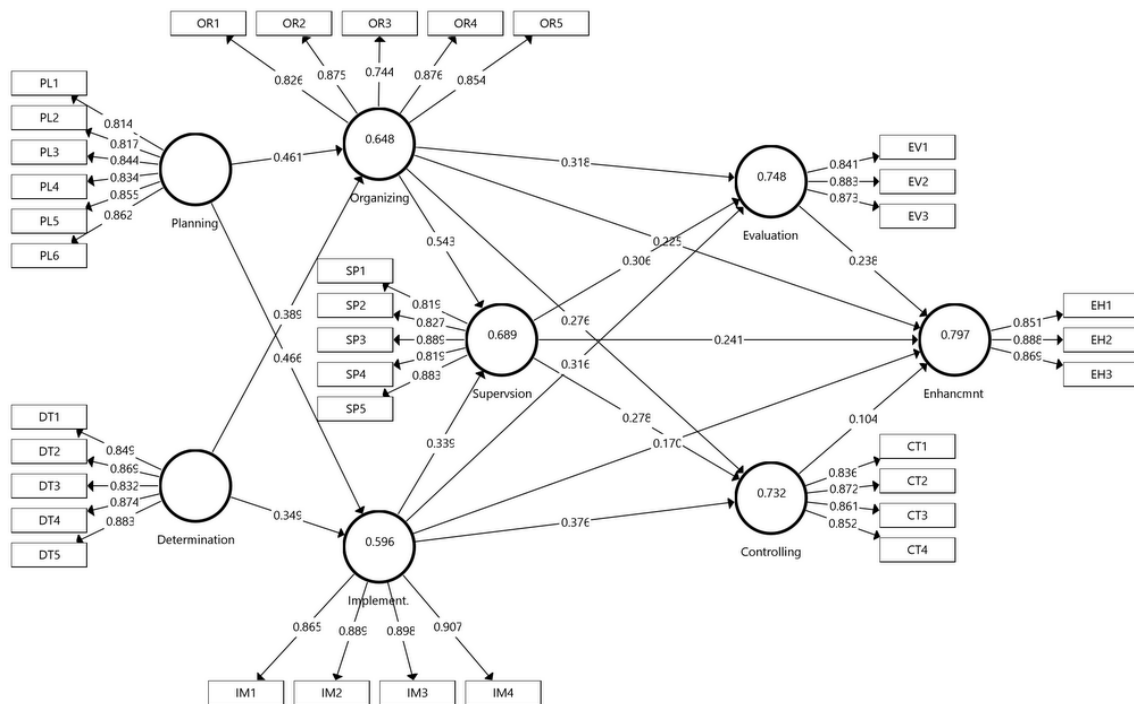 OR1
OR2
OR3
OR4
OR5
0.826
0.875
0.744
0.876
0.854
PL1
PL2
PL3
PL4
PL5
PL6
0.814
0.817
0.844
0.834
0.855
0.862
Planning
0.461
0.648
Organizing
0.318
0.748
Evaluation
0.841
0.883
0.873
EV1
EV2
EV3
0.543
0.225
0.306
0.238
0.276
0.389
0.466
SP1
SP2
SP3
SP4
SP5
0.819
0.827
0.889
0.819
0.883
0.689
Supervsion
0.241
0.316
0.278
0.797
Enhancmnt
0.851
0.888
0.869
EH1
EH2
EH3
0.339
0.170
0.104
DT1
DT2
DT3
DT4
DT5
0.849
0.869
0.832
0.874
0.883
Determination
0.349
0.596
Implement.
0.376
0.732
Controlling
0.836
0.872
0.861
0.852
CT1
CT2
CT3
CT4
0.865
0.889
0.898
0.907
IM1
IM2
IM3
IM4